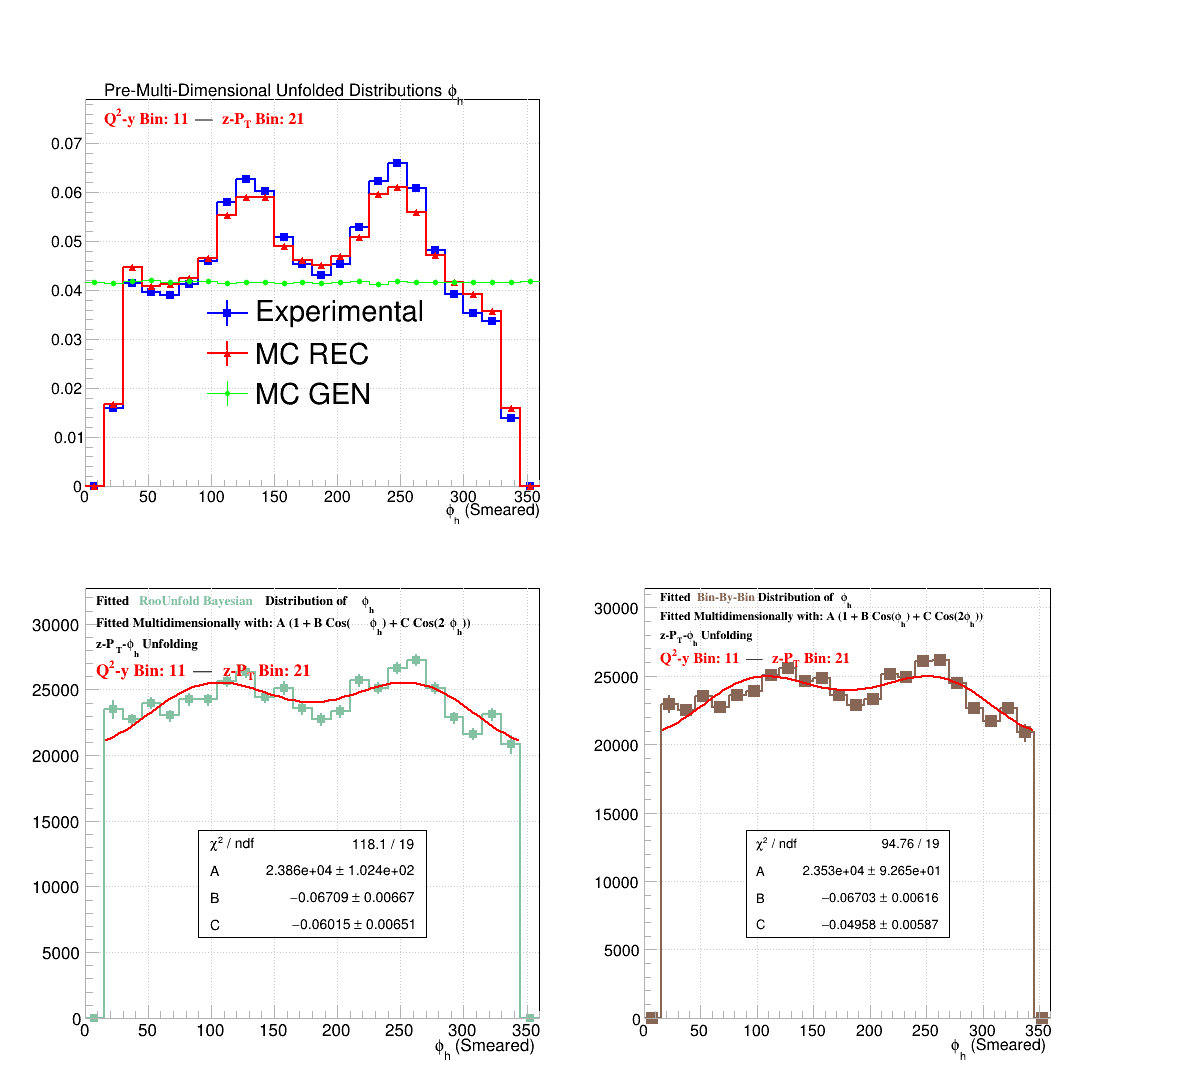 Pre-Multi-Dimensional Unfolded Distributions ϕh
Q²-y Bin: 11 — z-PT Bin: 21
0.07
0.06
0.05
0.04
0.03
0.02
0.01
0
Experimental
MC REC
MC GEN
0 50 100 150 200 250 300 350
ϕh (Smeared)
Fitted RooUnfold Bayesian Distribution of ϕh
Fitted Multidimensionally with: A (1 + B Cos( ϕh) + C Cos(2 ϕh))
z-PT-ϕh Unfolding
Q²-y Bin: 11 — z-PT Bin: 21
30000
25000
20000
15000
10000
5000
0
χ² / ndf 118.1 / 19
A 2.386e+04 ± 1.024e+02
B −0.06709 ± 0.00667
C −0.06015 ± 0.00651
0 50 100 150 200 250 300 350
ϕh (Smeared)
Fitted Bin-By-Bin Distribution of ϕh
Fitted Multidimensionally with: A (1 + B Cos(ϕh) + C Cos(2ϕh))
z-PT-ϕh Unfolding
Q²-y Bin: 11 — z-PT Bin: 21
30000
25000
20000
15000
10000
5000
0
χ² / ndf 94.76 / 19
A 2.353e+04 ± 9.265e+01
B −0.06703 ± 0.00616
C −0.04958 ± 0.00587
0 50 100 150 200 250 300 350
ϕh (Smeared)